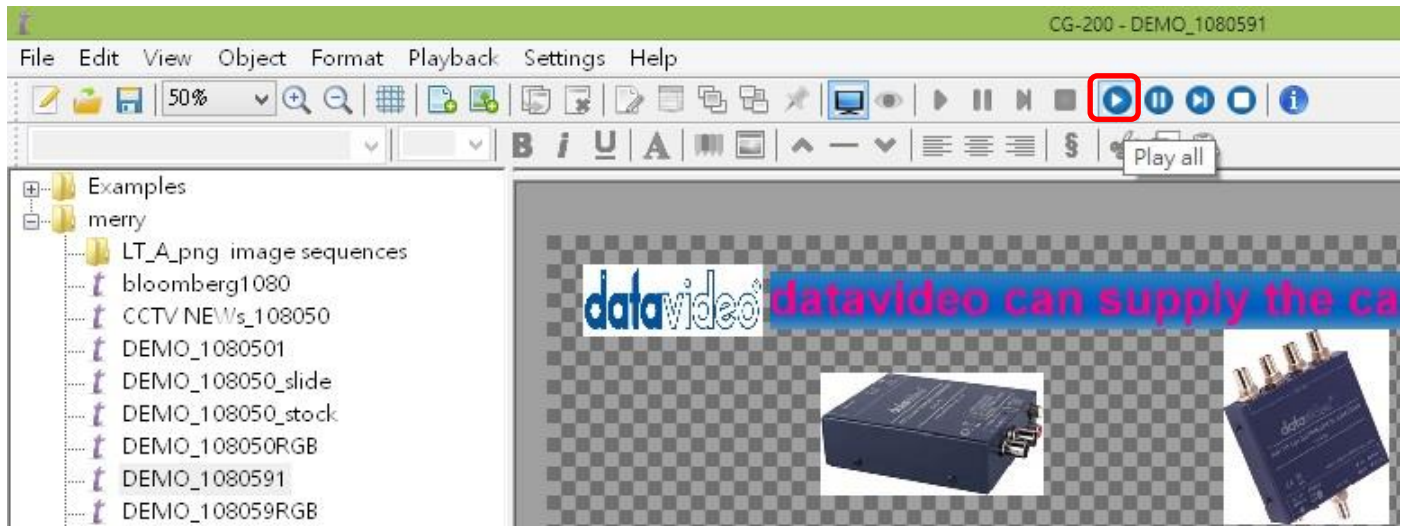 CG-200 - DEMO_1080591
File Edit View Object Format Playback Settings Help
50%
B i U A §
Play all
Examples
merry
LT_A_png image sequences
bloomberg1080
CCTV NEWs_108050
DEMO_1080501
DEMO_108050_slide
DEMO_108050_stock
DEMO_108050RGB
DEMO_1080591
DEMO_108059RGB
datavideo datavideo can supply the ca